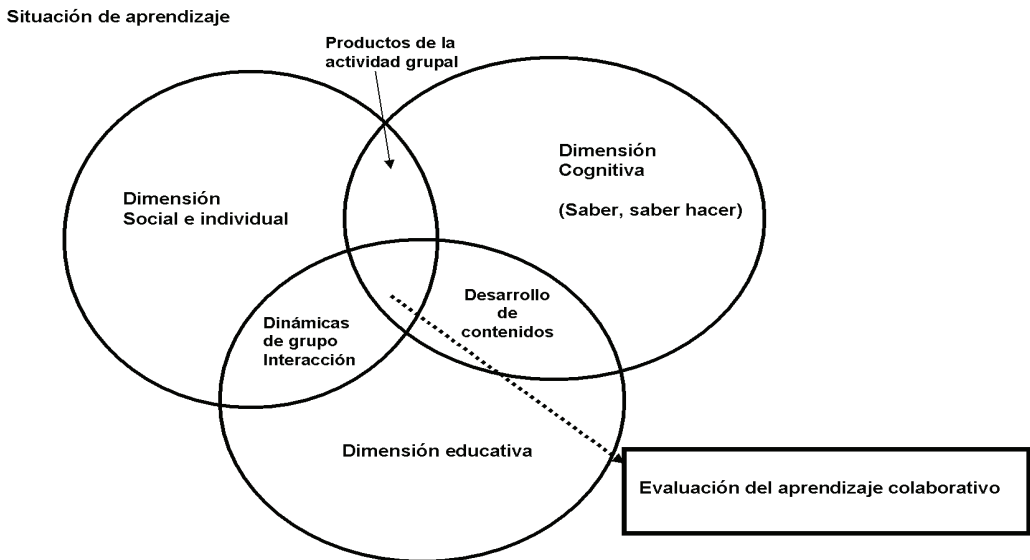 Situación de aprendizaje
Productos de la
actividad grupal
Dimensión
Cognitiva
(Saber, saber hacer)
Dimensión
Social e individual
Desarrollo
de
contenidos
Dinámicas
de grupo
Interacción
Dimensión educativa
Evaluación del aprendizaje colaborativo